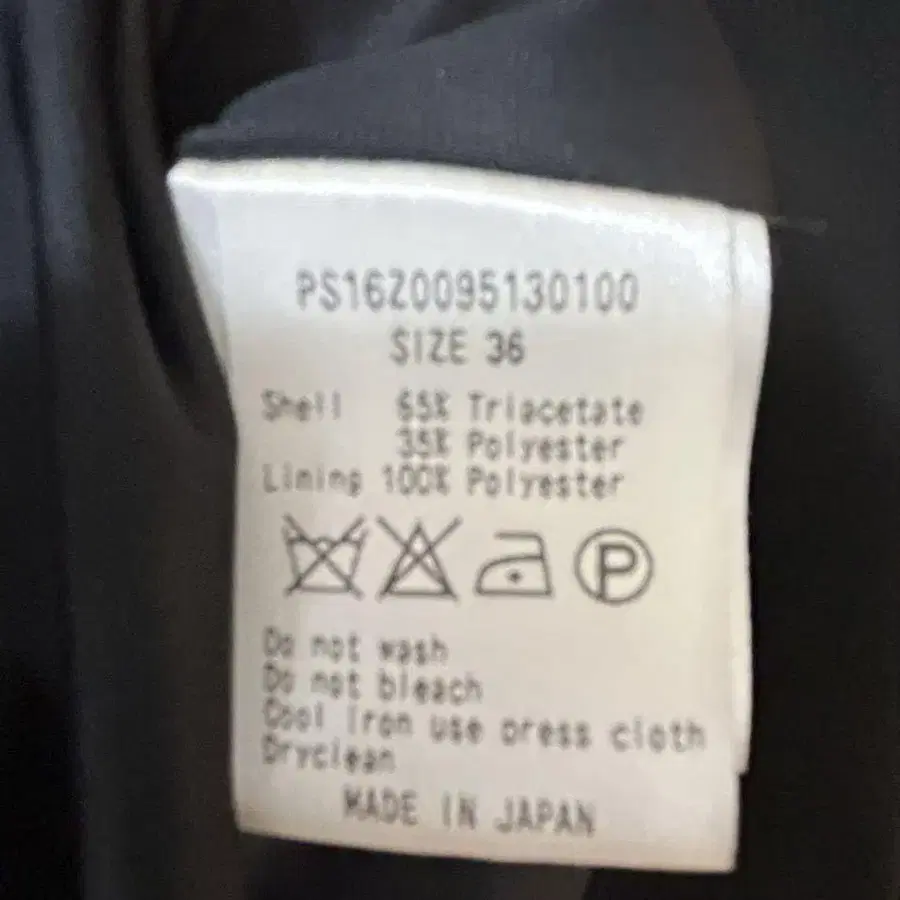 PS16Z0095130100
SIZE 36
Shell 65% Triacetate
35% Polyester
Lining 100% Polyester
P
Do not wash
Do not bleach
Cool Iron use press cloth
Dryclean
MADE IN JAPAN